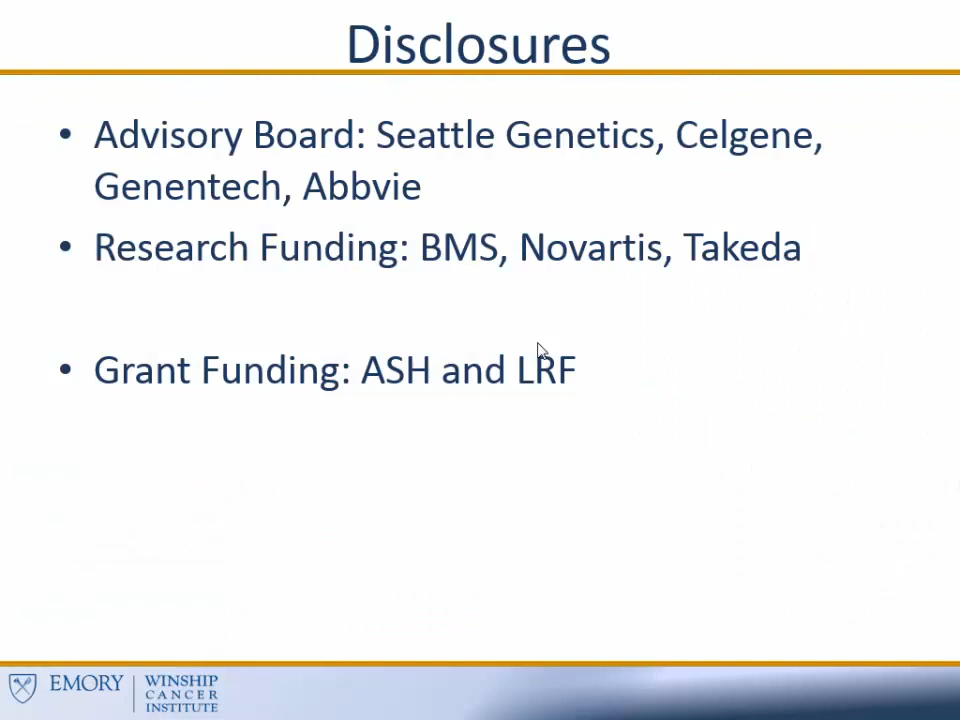 Disclosures
• Advisory Board: Seattle Genetics, Celgene,
Genentech, Abbvie
• Research Funding: BMS, Novartis, Takeda
• Grant Funding: ASH and LRF
EMORY
WINSHIP
CANCER
INSTITUTE